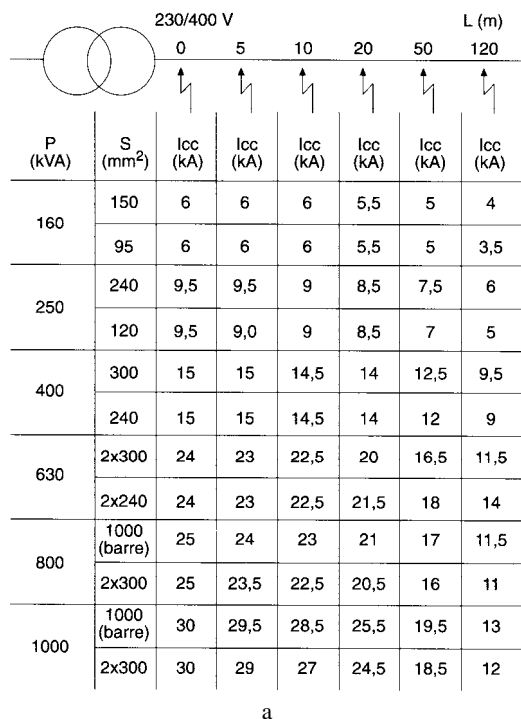 230/400 V L (m)
0 5 10 20 50 120
P S Icc Icc Icc Icc Icc Icc
(kVA) (mm²) (kA) (kA) (kA) (kA) (kA) (kA)
160 150 6 6 6 5,5 5 4
95 6 6 6 5,5 5 3,5
250 240 9,5 9,5 9 8,5 7,5 6
120 9,5 9,0 9 8,5 7 5
400 300 15 15 14,5 14 12,5 9,5
240 15 15 14,5 14 12 9
630 2x300 24 23 22,5 20 16,5 11,5
2x240 24 23 22,5 21,5 18 14
800 1000 (barre) 25 24 23 21 17 11,5
2x300 25 23,5 22,5 20,5 16 11
1000 1000 (barre) 30 29,5 28,5 25,5 19,5 13
2x300 30 29 27 24,5 18,5 12
a